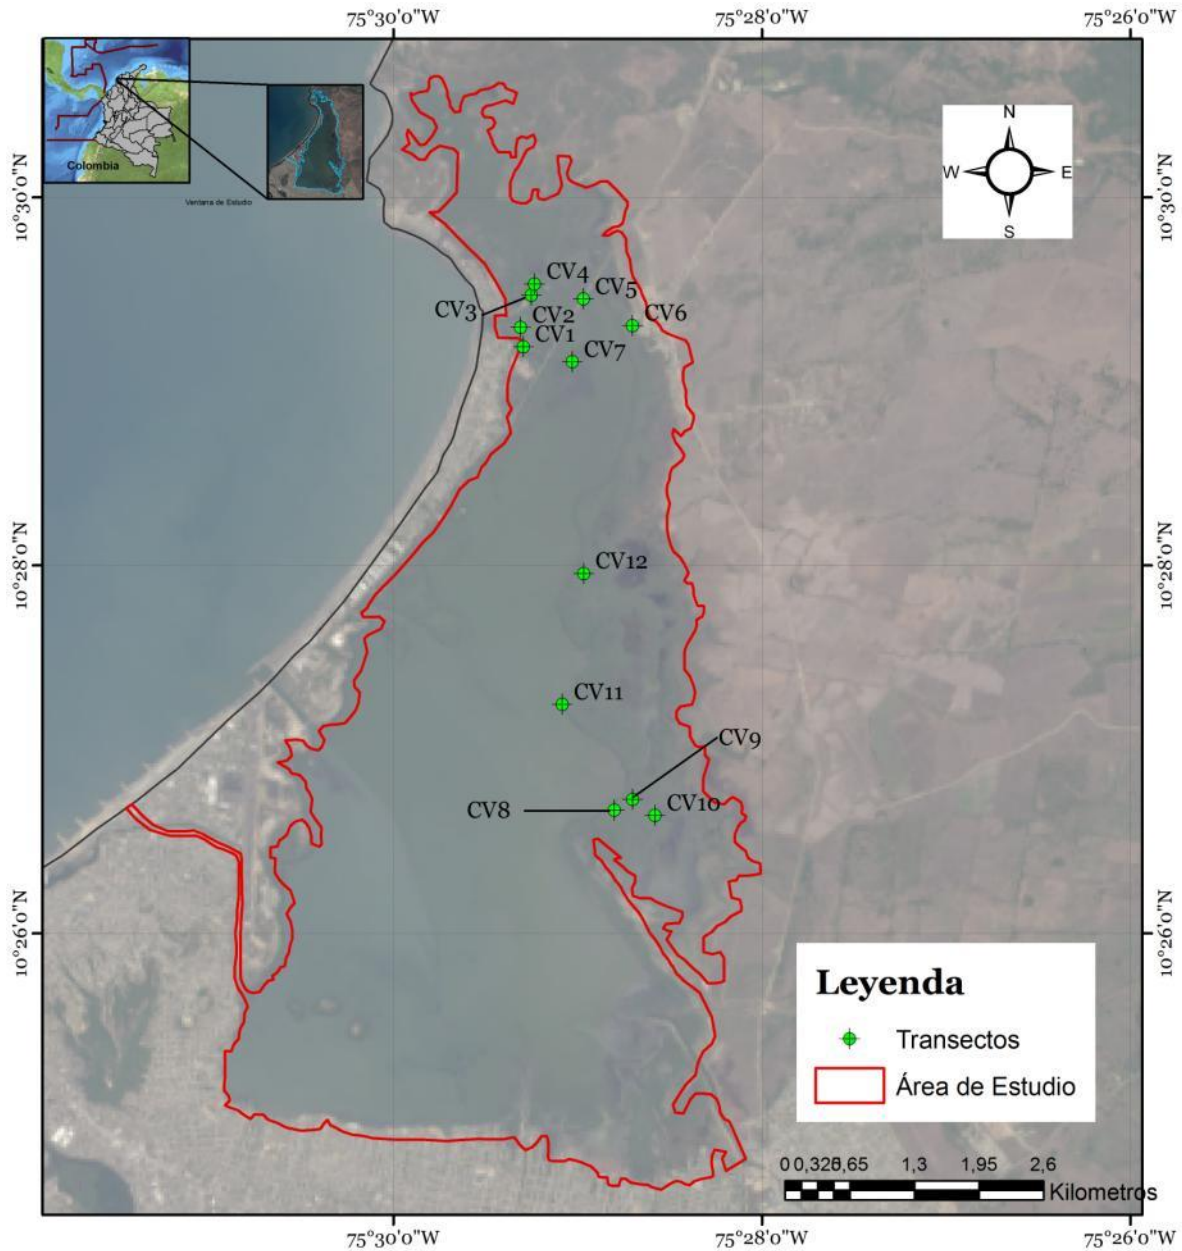 75°30'0"W
75°28'0"W
75°26'0"W
Colombia
Ventana de Estudio
N
W
E
S
10°30'0"N
10°30'0"N
CV4
CV5
CV3
CV2
CV6
CV1
CV7
10°28'0"N
10°28'0"N
CV12
CV11
CV9
CV8
CV10
10°26'0"N
10°26'0"N
Leyenda
Transectos
Área de Estudio
0 0,325 0,65 1,3 1,95 2,6
Kilometros
75°30'0"W
75°28'0"W
75°26'0"W